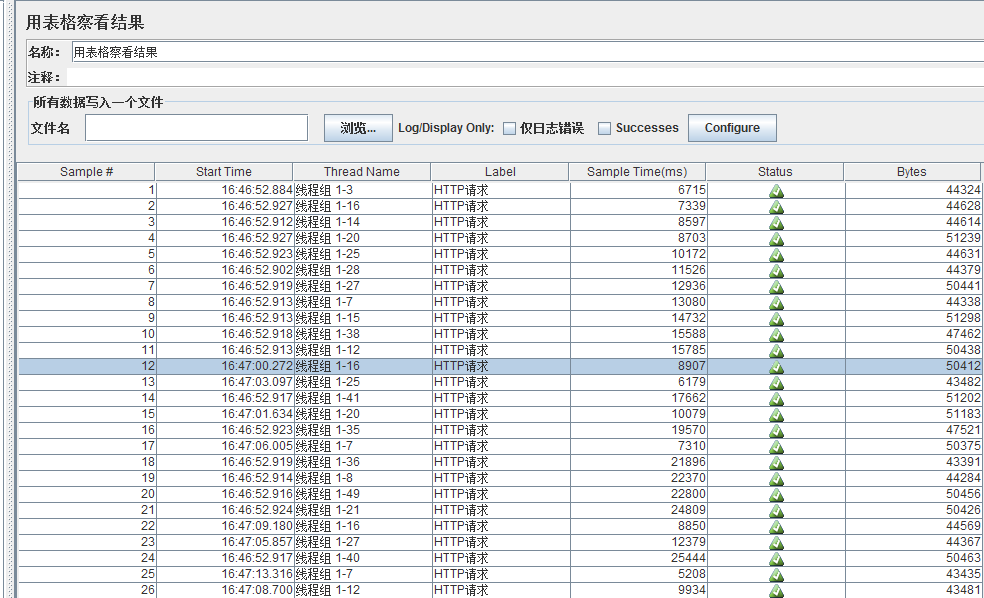 用表格察看结果
名称： 用表格察看结果
注释：
所有数据写入一个文件
文件名 浏览... Log/Display Only: 仅日志错误 Successes Configure
Sample # Start Time Thread Name Label Sample Time(ms) Status Bytes
1 16:46:52.884 线程组 1-3 HTTP请求 6715 44324
2 16:46:52.927 线程组 1-16 HTTP请求 7339 44628
3 16:46:52.912 线程组 1-14 HTTP请求 8597 44614
4 16:46:52.927 线程组 1-20 HTTP请求 8703 51239
5 16:46:52.923 线程组 1-25 HTTP请求 10172 44631
6 16:46:52.902 线程组 1-28 HTTP请求 11526 44379
7 16:46:52.919 线程组 1-27 HTTP请求 12936 50441
8 16:46:52.913 线程组 1-7 HTTP请求 13080 44338
9 16:46:52.913 线程组 1-15 HTTP请求 14732 51298
10 16:46:52.918 线程组 1-38 HTTP请求 15588 47462
11 16:46:52.913 线程组 1-12 HTTP请求 15785 50438
12 16:47:00.272 线程组 1-16 HTTP请求 8907 50412
13 16:47:03.097 线程组 1-25 HTTP请求 6179 43482
14 16:46:52.917 线程组 1-41 HTTP请求 17662 51202
15 16:47:01.634 线程组 1-20 HTTP请求 10079 51183
16 16:46:52.923 线程组 1-35 HTTP请求 19570 47521
17 16:47:06.005 线程组 1-7 HTTP请求 7310 50375
18 16:46:52.919 线程组 1-36 HTTP请求 21896 43391
19 16:46:52.914 线程组 1-8 HTTP请求 22370 44284
20 16:46:52.916 线程组 1-49 HTTP请求 22800 50456
21 16:46:52.924 线程组 1-21 HTTP请求 24809 50426
22 16:47:09.180 线程组 1-16 HTTP请求 8850 44569
23 16:47:05.857 线程组 1-27 HTTP请求 12379 44367
24 16:46:52.917 线程组 1-40 HTTP请求 25444 50463
25 16:47:13.316 线程组 1-7 HTTP请求 5208 43435
26 16:47:08.700 线程组 1-12 HTTP请求 9934 43481